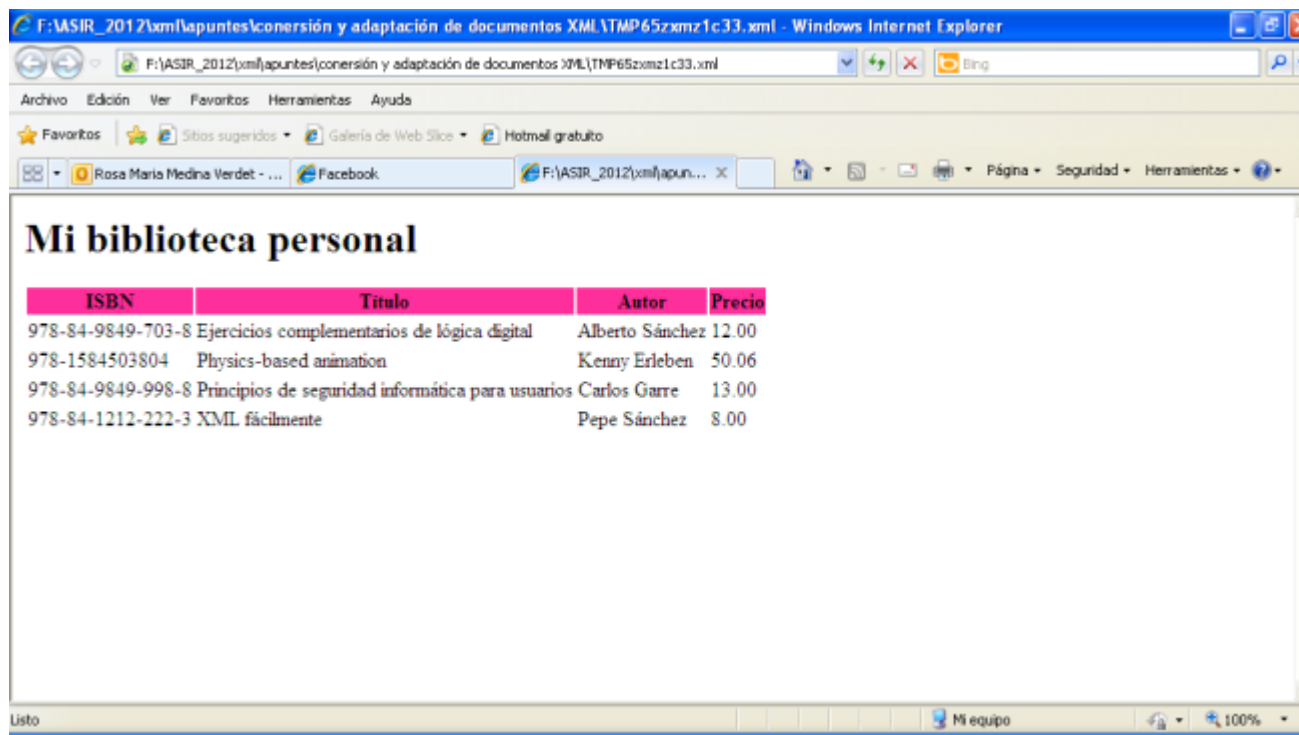 F:\ASIR_2012\xml\apuntes\conersión y adaptación de documentos XML\TMP65zxmz1c33.xml - Windows Internet Explorer
F:\ASIR_2012\xml\apuntes\conersión y adaptación de documentos XML\TMP65zxmz1c33.xml Bing
Archivo Edición Ver Favoritos Herramientas Ayuda
Favoritos Sitios sugeridos Galería de Web Slice Hotmail gratuito
Rosa Maria Medina Verdet - ... Facebook F:\ASIR_2012\xml\apun... Página Seguridad Herramientas
Mi biblioteca personal
ISBN Título Autor Precio
978-84-9849-703-8 Ejercicios complementarios de lógica digital Alberto Sánchez 12.00
978-1584503804 Physics-based animation Kenny Erleben 50.06
978-84-9849-998-8 Principios de seguridad informática para usuarios Carlos Garre 13.00
978-84-1212-222-3 XML fácilmente Pepe Sánchez 8.00
Listo Mi equipo 100%